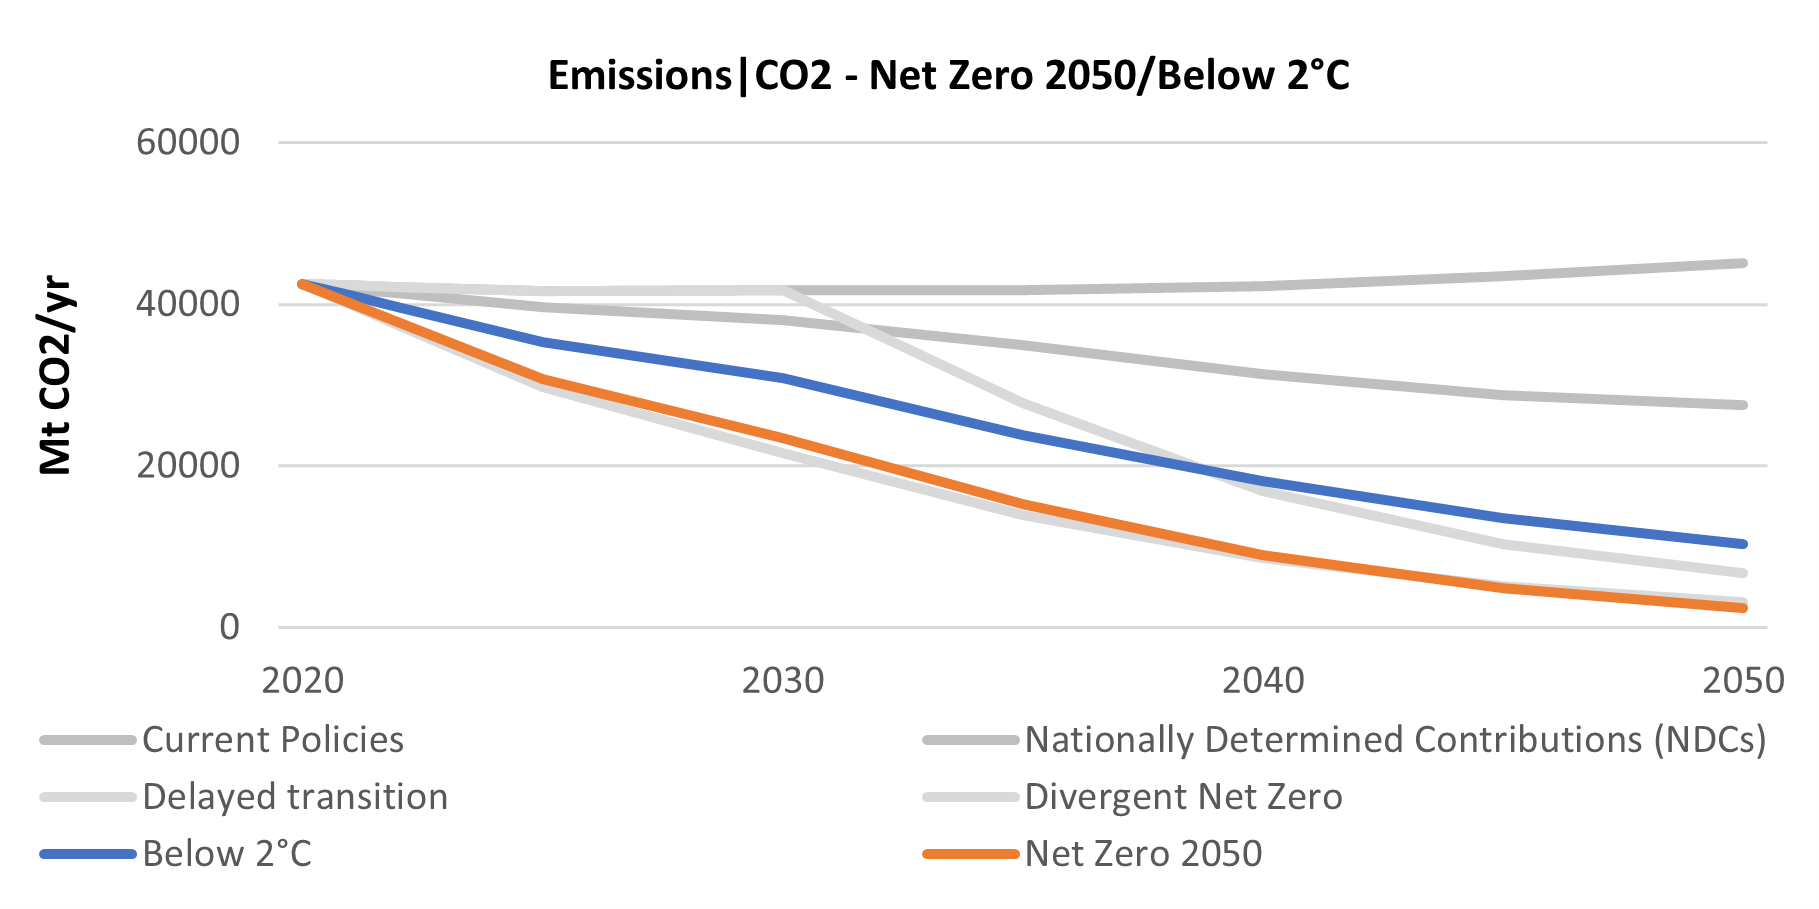 Emissions|CO2 - Net Zero 2050/Below 2°C
Mt CO2/yr
60000
40000
20000
0
2020 2030 2040 2050
Current Policies
Nationally Determined Contributions (NDCs)
Delayed transition
Divergent Net Zero
Below 2°C
Net Zero 2050